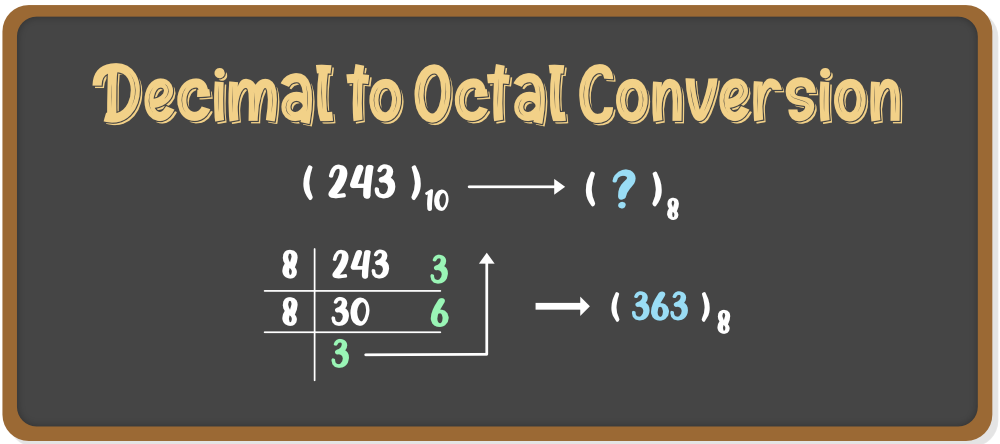 Decimal to Octal Conversion
( 243 )10 ( ? )8
8 243 3
8 30 6
3
( 363 )8